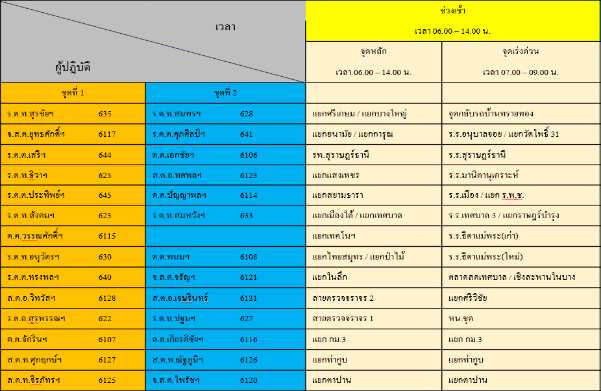 เวลา
ผู้ปฏิบัติ
ช่วงเช้า
เวลา 06.00 – 14.00 น.
จุดหลัก
เวลา 06.00 – 14.00 น.
จุดเร่งด่วน
เวลา 07.00 – 09.00 น.
ชุดที่ 1 ชุดที่ 2
ร.ต.ท.สุรชัยฯ 635 ร.ต.ท.สมพรฯ 628 แยกศรีเกษม / แยกบางใหญ่ จุดกลับรถบ้านทรายทอง
จ.ส.ต.ยุทธศักดิ์ฯ 6117 ร.ต.ต.ศุภศิลป์ฯ 641 แยกอนามัย / แยกการุณ ร.ร.อนุบาลจอย / แยกวัดโพธิ์ 31
ร.ต.ต.เสรีฯ 644 ด.ต.เอกชัยฯ 6106 รพ.สุราษฎร์ธานี ร.ร.สุราษฎร์ธานี
ร.ต.ท.ธิวาฯ 625 ส.ต.อ.ทศพลฯ 6123 แยกแสงเพชร ร.ร.มานิตานุเคราะห์
ร.ต.ต.ประทิพย์ฯ 645 ด.ต.ปัญญาพลฯ 6114 แยกสยามธารา ร.ร.เมือง / แยก ร.พ.ช.
ร.ต.ท.สังคมฯ 623 ร.ต.ท.สมหวังฯ 633 แยกเมืองใต้ / แยกเทศบาล ร.ร.เทศบาล 5 / แยกราษฎร์บำรุง
ด.ต.วรรณศักดิ์ฯ 6115 แยกเทคโนฯ ร.ร.ธิดาแม่พระ(เก่า)
ร.ต.ท.อนุวัตรฯ 630 ด.ต.พนมฯ 6108 แยกไทยสมุทร / แยกป่าไม้ ร.ร.ธิดาแม่พระ(ใหม่)
ร.ต.ต.ทรงพลฯ 640 จ.ส.ต.จรัญฯ 6121 แยกในลึก ตลาดสดเทศบาล / เชิงสะพานในบาง
ส.ต.อ.วิทวัสฯ 6128 ส.ต.อ.เจนรินทร์ 6131 สายตรวจจราจร 2 แยกศรีวิชัย
ร.ต.อ.สุรพรรณฯ 622 ร.ต.ท.ปฐมฯ 627 สายตรวจจราจร 1 หน.ชุด
ด.ต.จักรินฯ 6107 ด.ต.เกียรติชัยฯ 6116 แยก กม.3 แยก กม.3
ส.ต.ท.ศุภฤกษ์ฯ 6127 ส.ต.ท.ณัฐภูมิฯ 6126 แยกท่ากูบ แยกท่ากูบ
ส.ต.ท.ชิรภัทรฯ 6125 จ.ส.ต.ไพรัชฯ 6120 แยกตาปาน แยกตาปาน